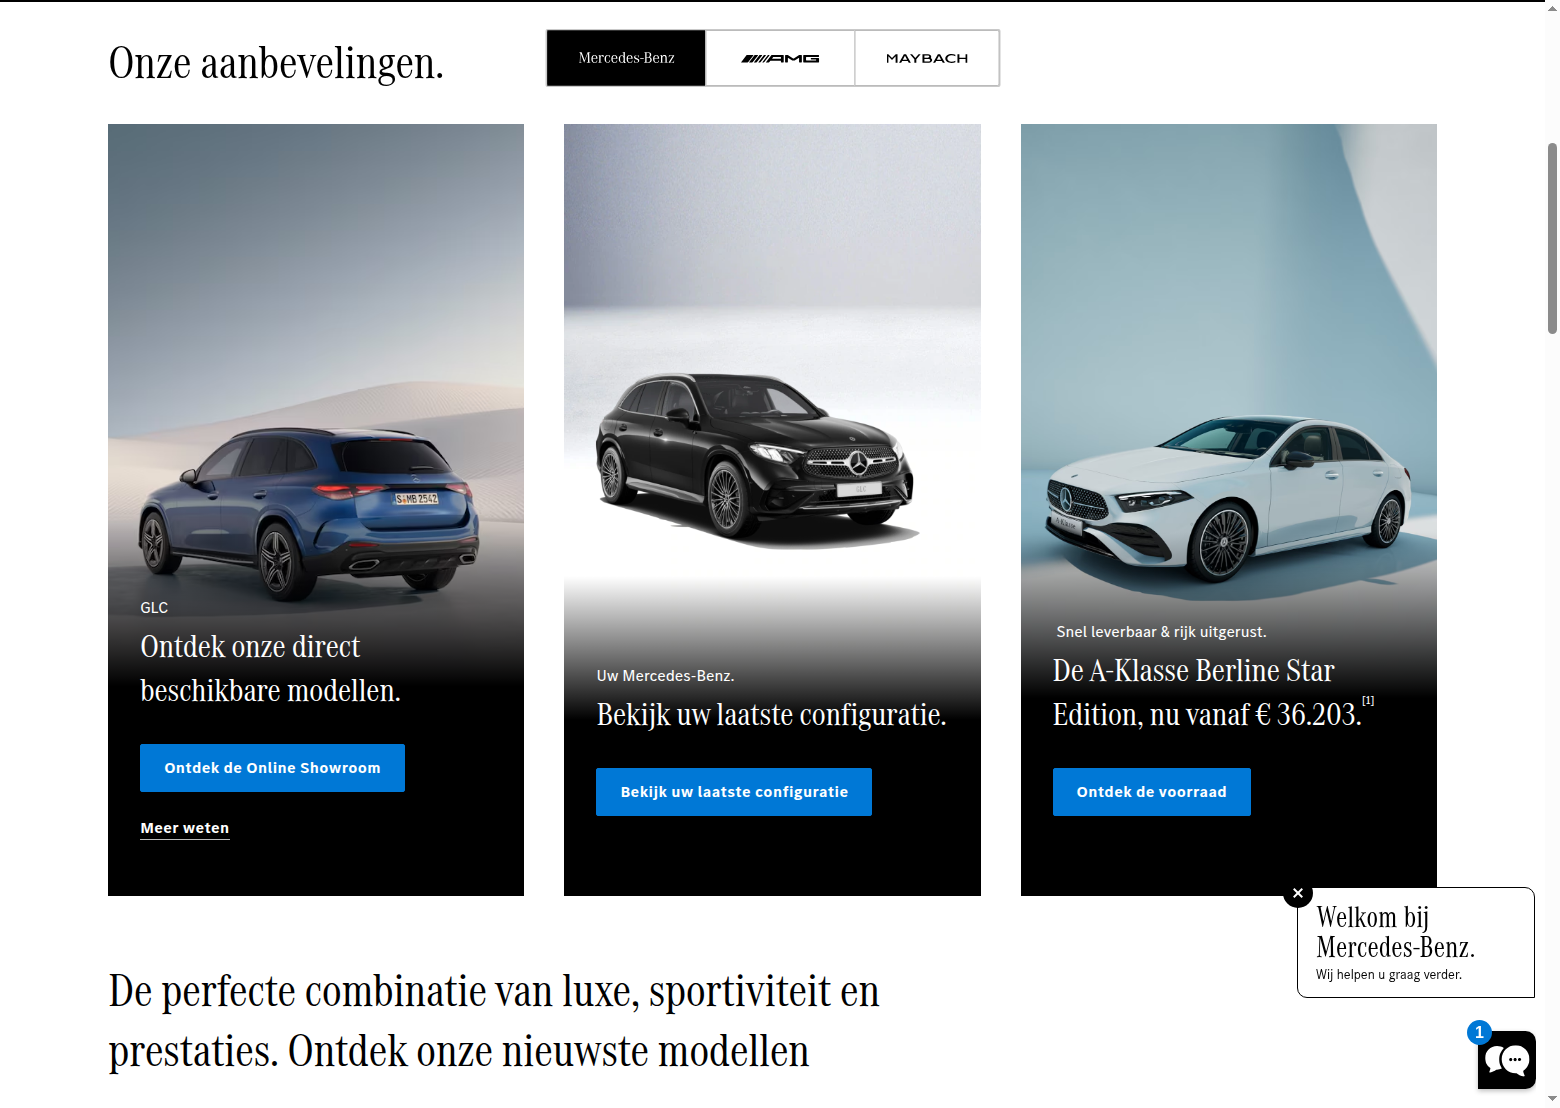 Onze aanbevelingen.
Mercedes-Benz
AMG
MAYBACH
S·MB 2542
GLC
Ontdek onze direct
beschikbare modellen.
Ontdek de Online Showroom
Meer weten
GLC
Uw Mercedes-Benz.
Bekijk uw laatste configuratie.
Bekijk uw laatste configuratie
A-Klasse
Snel leverbaar & rijk uitgerust.
De A-Klasse Berline Star
Edition, nu vanaf € 36.203.[1]
Ontdek de voorraad
Welkom bij
Mercedes-Benz.
Wij helpen u graag verder.
1
De perfecte combinatie van luxe, sportiviteit en
prestaties. Ontdek onze nieuwste modellen